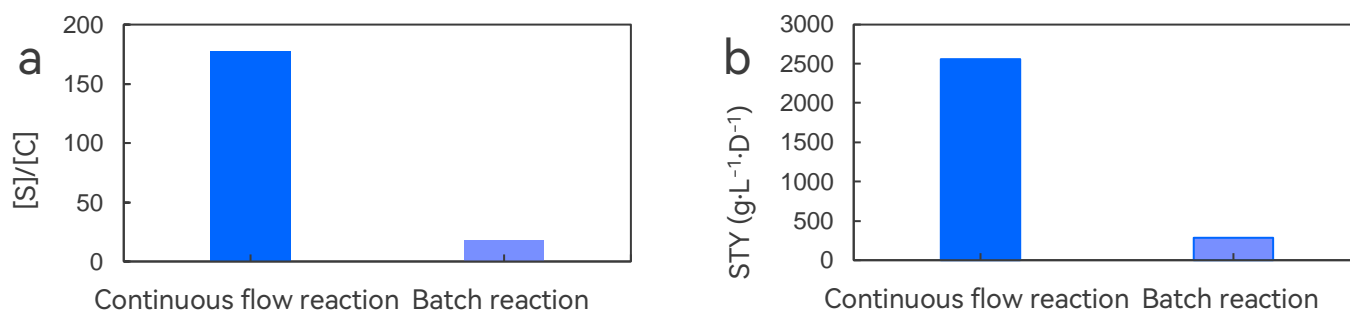 a
[S]/[C]
200
150
100
50
0
Continuous flow reaction Batch reaction
b
STY (g·L⁻¹·D⁻¹)
3000
2500
2000
1500
1000
500
0
Continuous flow reaction Batch reaction